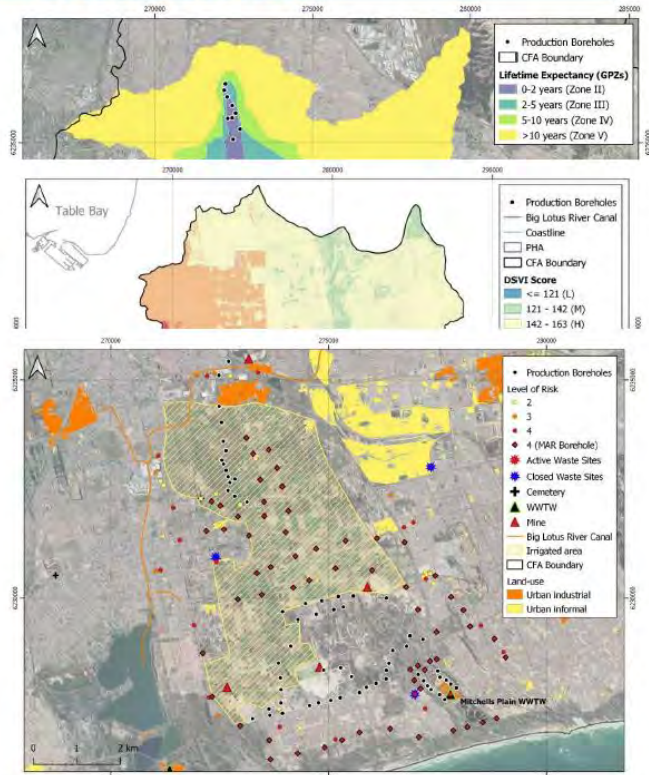 270000 275000 280000 285000
Production Boreholes
CFA Boundary
Lifetime Expectancy (GPZs)
0-2 years (Zone II)
2-5 years (Zone III)
5-10 years (Zone IV)
>10 years (Zone V)
6235000
270000 280000 290000
Table Bay
Production Boreholes
Big Lotus River Canal
Coastline
PHA
CFA Boundary
DSVI Score
<= 121 (L)
121 - 142 (M)
142 - 163 (H)
270000 275000 280000
6235000 6235000
Production Boreholes
Level of Risk
2
3
4
4 (MAR Borehole)
Active Waste Sites
Closed Waste Sites
Cemetery
WWTW
Mine
Big Lotus River Canal
Irrigated area
CFA Boundary
Land-use
Urban industrial
Urban informal
6230000 6230000
Mitchells Plain WWTW
0 1 2 km